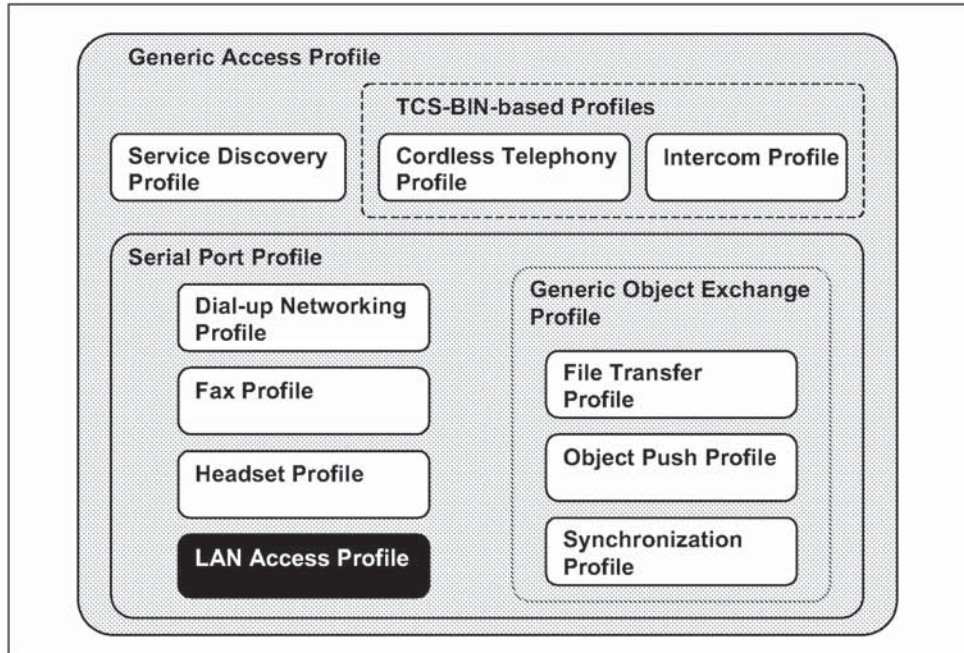 Generic Access Profile
TCS-BIN-based Profiles
Service Discovery
Profile
Cordless Telephony
Profile
Intercom Profile
Serial Port Profile
Dial-up Networking
Profile
Fax Profile
Headset Profile
LAN Access Profile
Generic Object Exchange
Profile
File Transfer
Profile
Object Push Profile
Synchronization
Profile